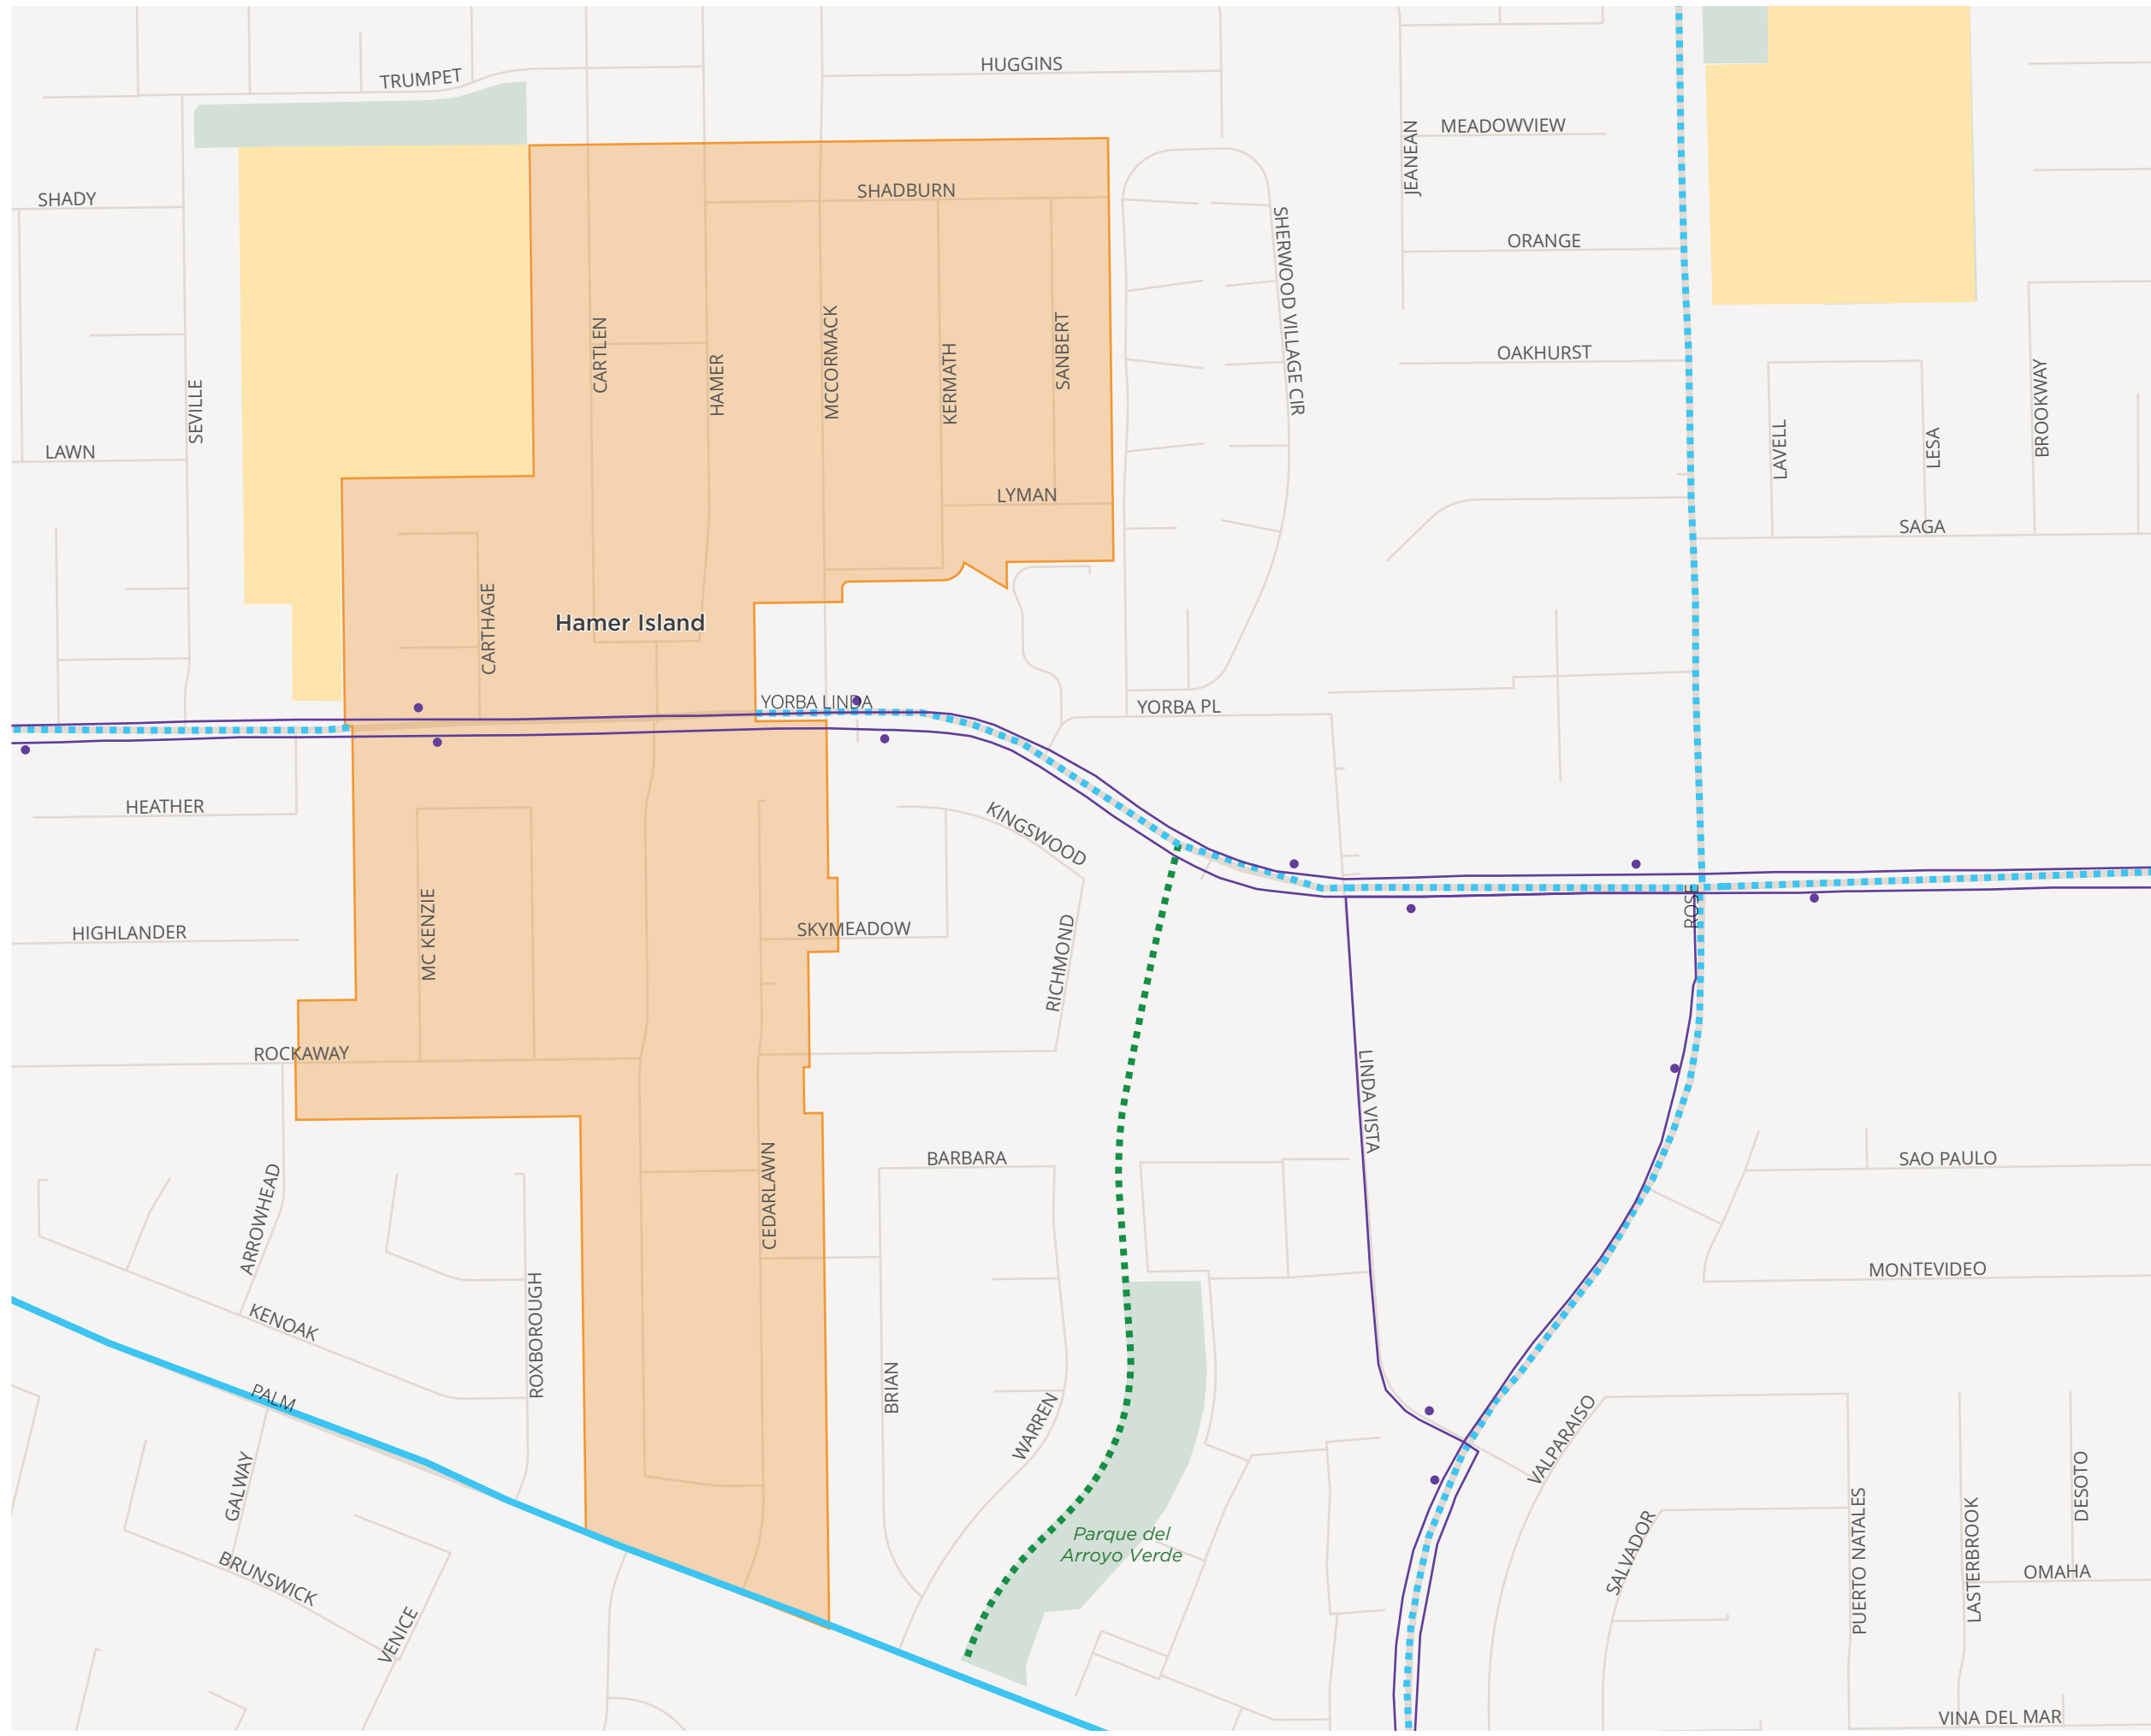 HUGGINS
TRUMPET
MEADOWVIEW
JEANEAN
SHADY
SHADBURN
SHERWOOD VILLAGE CIR
ORANGE
OAKHURST
CARTLEN
HAMER
MCCORMACK
KERMATH
SANBERT
SEVILLE
LAWN
LAVELL
LESA
BROOKWAY
LYMAN
SAGA
CARTHAGE
Hamer Island
YORBA LINDA
YORBA PL
HEATHER
KINGSWOOD
MC KENZIE
HIGHLANDER
SKYMEADOW
RICHMOND
ROSE
ROCKAWAY
LINDA VISTA
ARROWHEAD
CEDARLAWN
BARBARA
SAO PAULO
MONTEVIDEO
KENOAK
ROXBOROUGH
PALM
BRIAN
WARREN
VALPARAISO
GALWAY
DESOTO
PUERTO NATALES
LASTERBROOK
SALVADOR
Parque del
Arroyo Verde
BRUNSWICK
OMAHA
VENICE
VINA DEL MAR